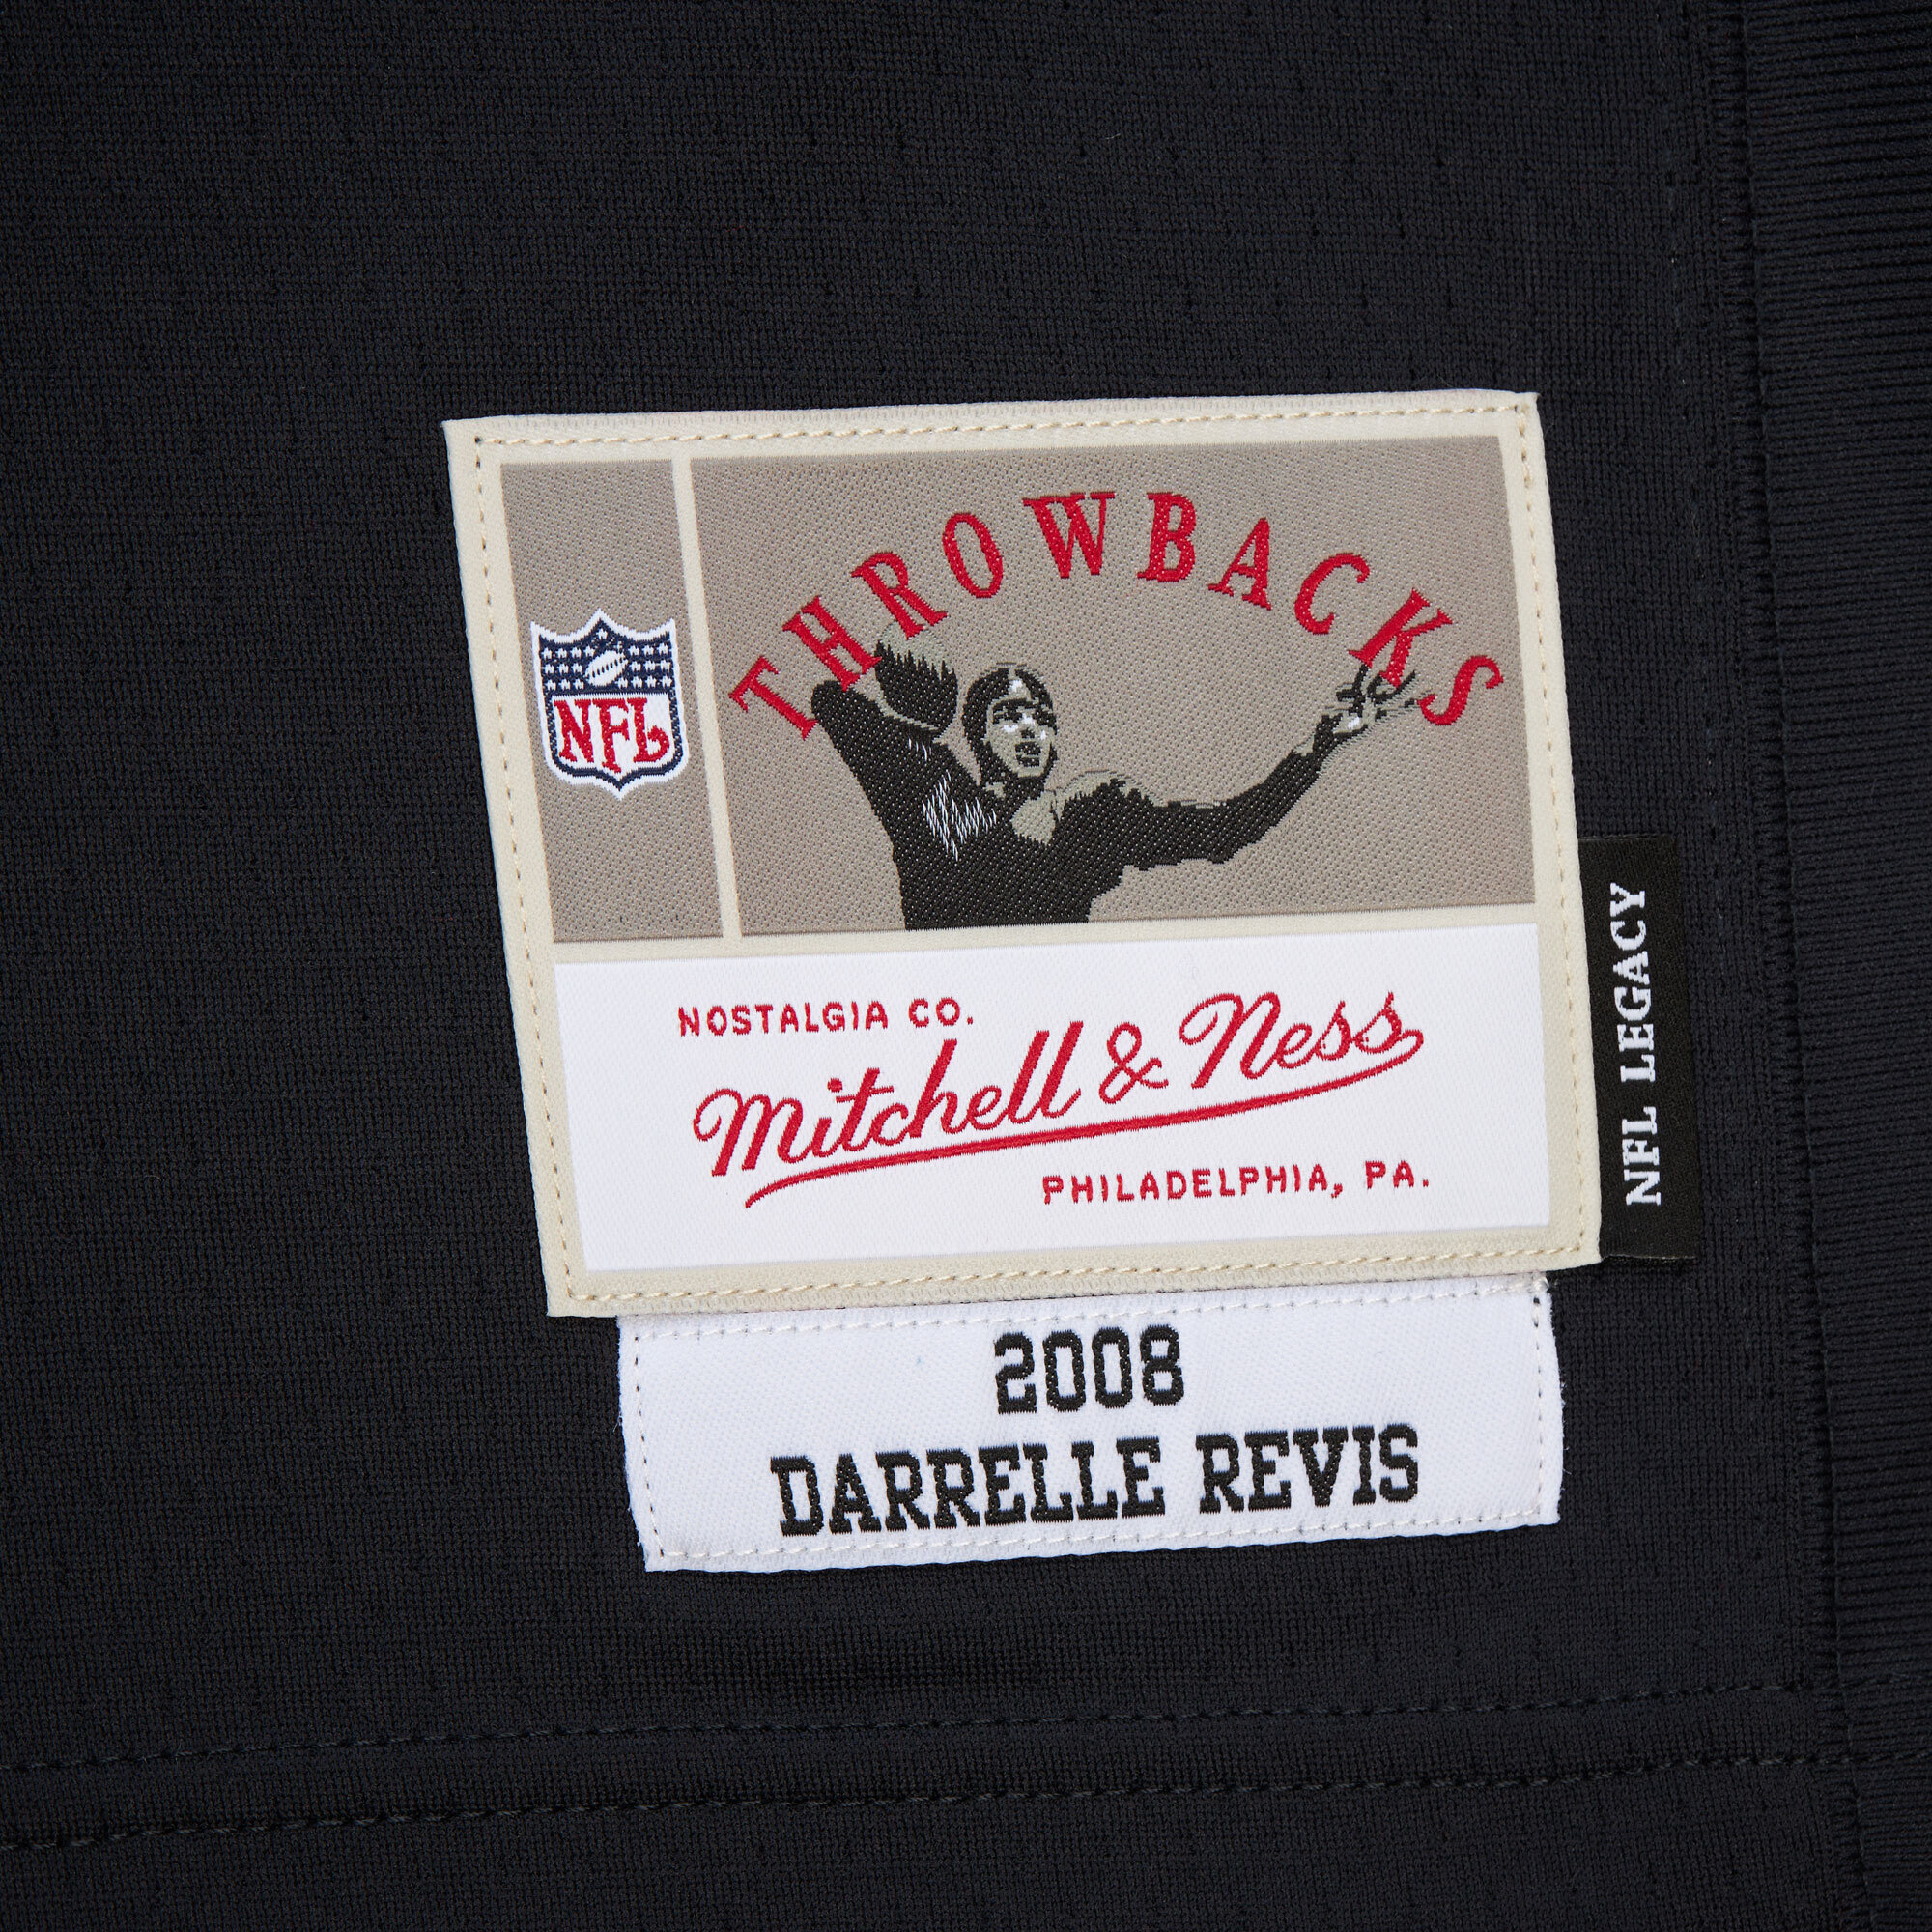 THROWBACKS
NFL
NOSTALGIA CO.
Mitchell & Ness
PHILADELPHIA, PA.
NFL LEGACY
2008
DARRELLE REVIS